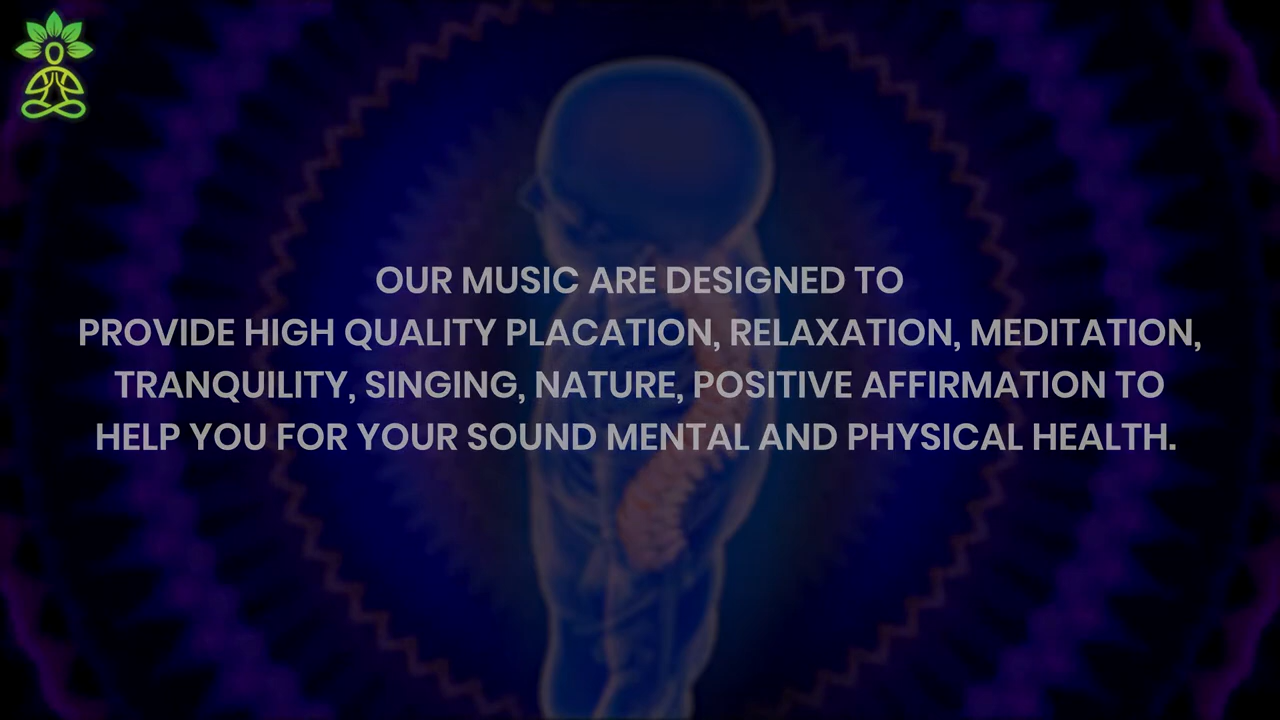 OUR MUSIC ARE DESIGNED TO
PROVIDE HIGH QUALITY PLACATION, RELAXATION, MEDITATION,
TRANQUILITY, SINGING, NATURE, POSITIVE AFFIRMATION TO
HELP YOU FOR YOUR SOUND MENTAL AND PHYSICAL HEALTH.